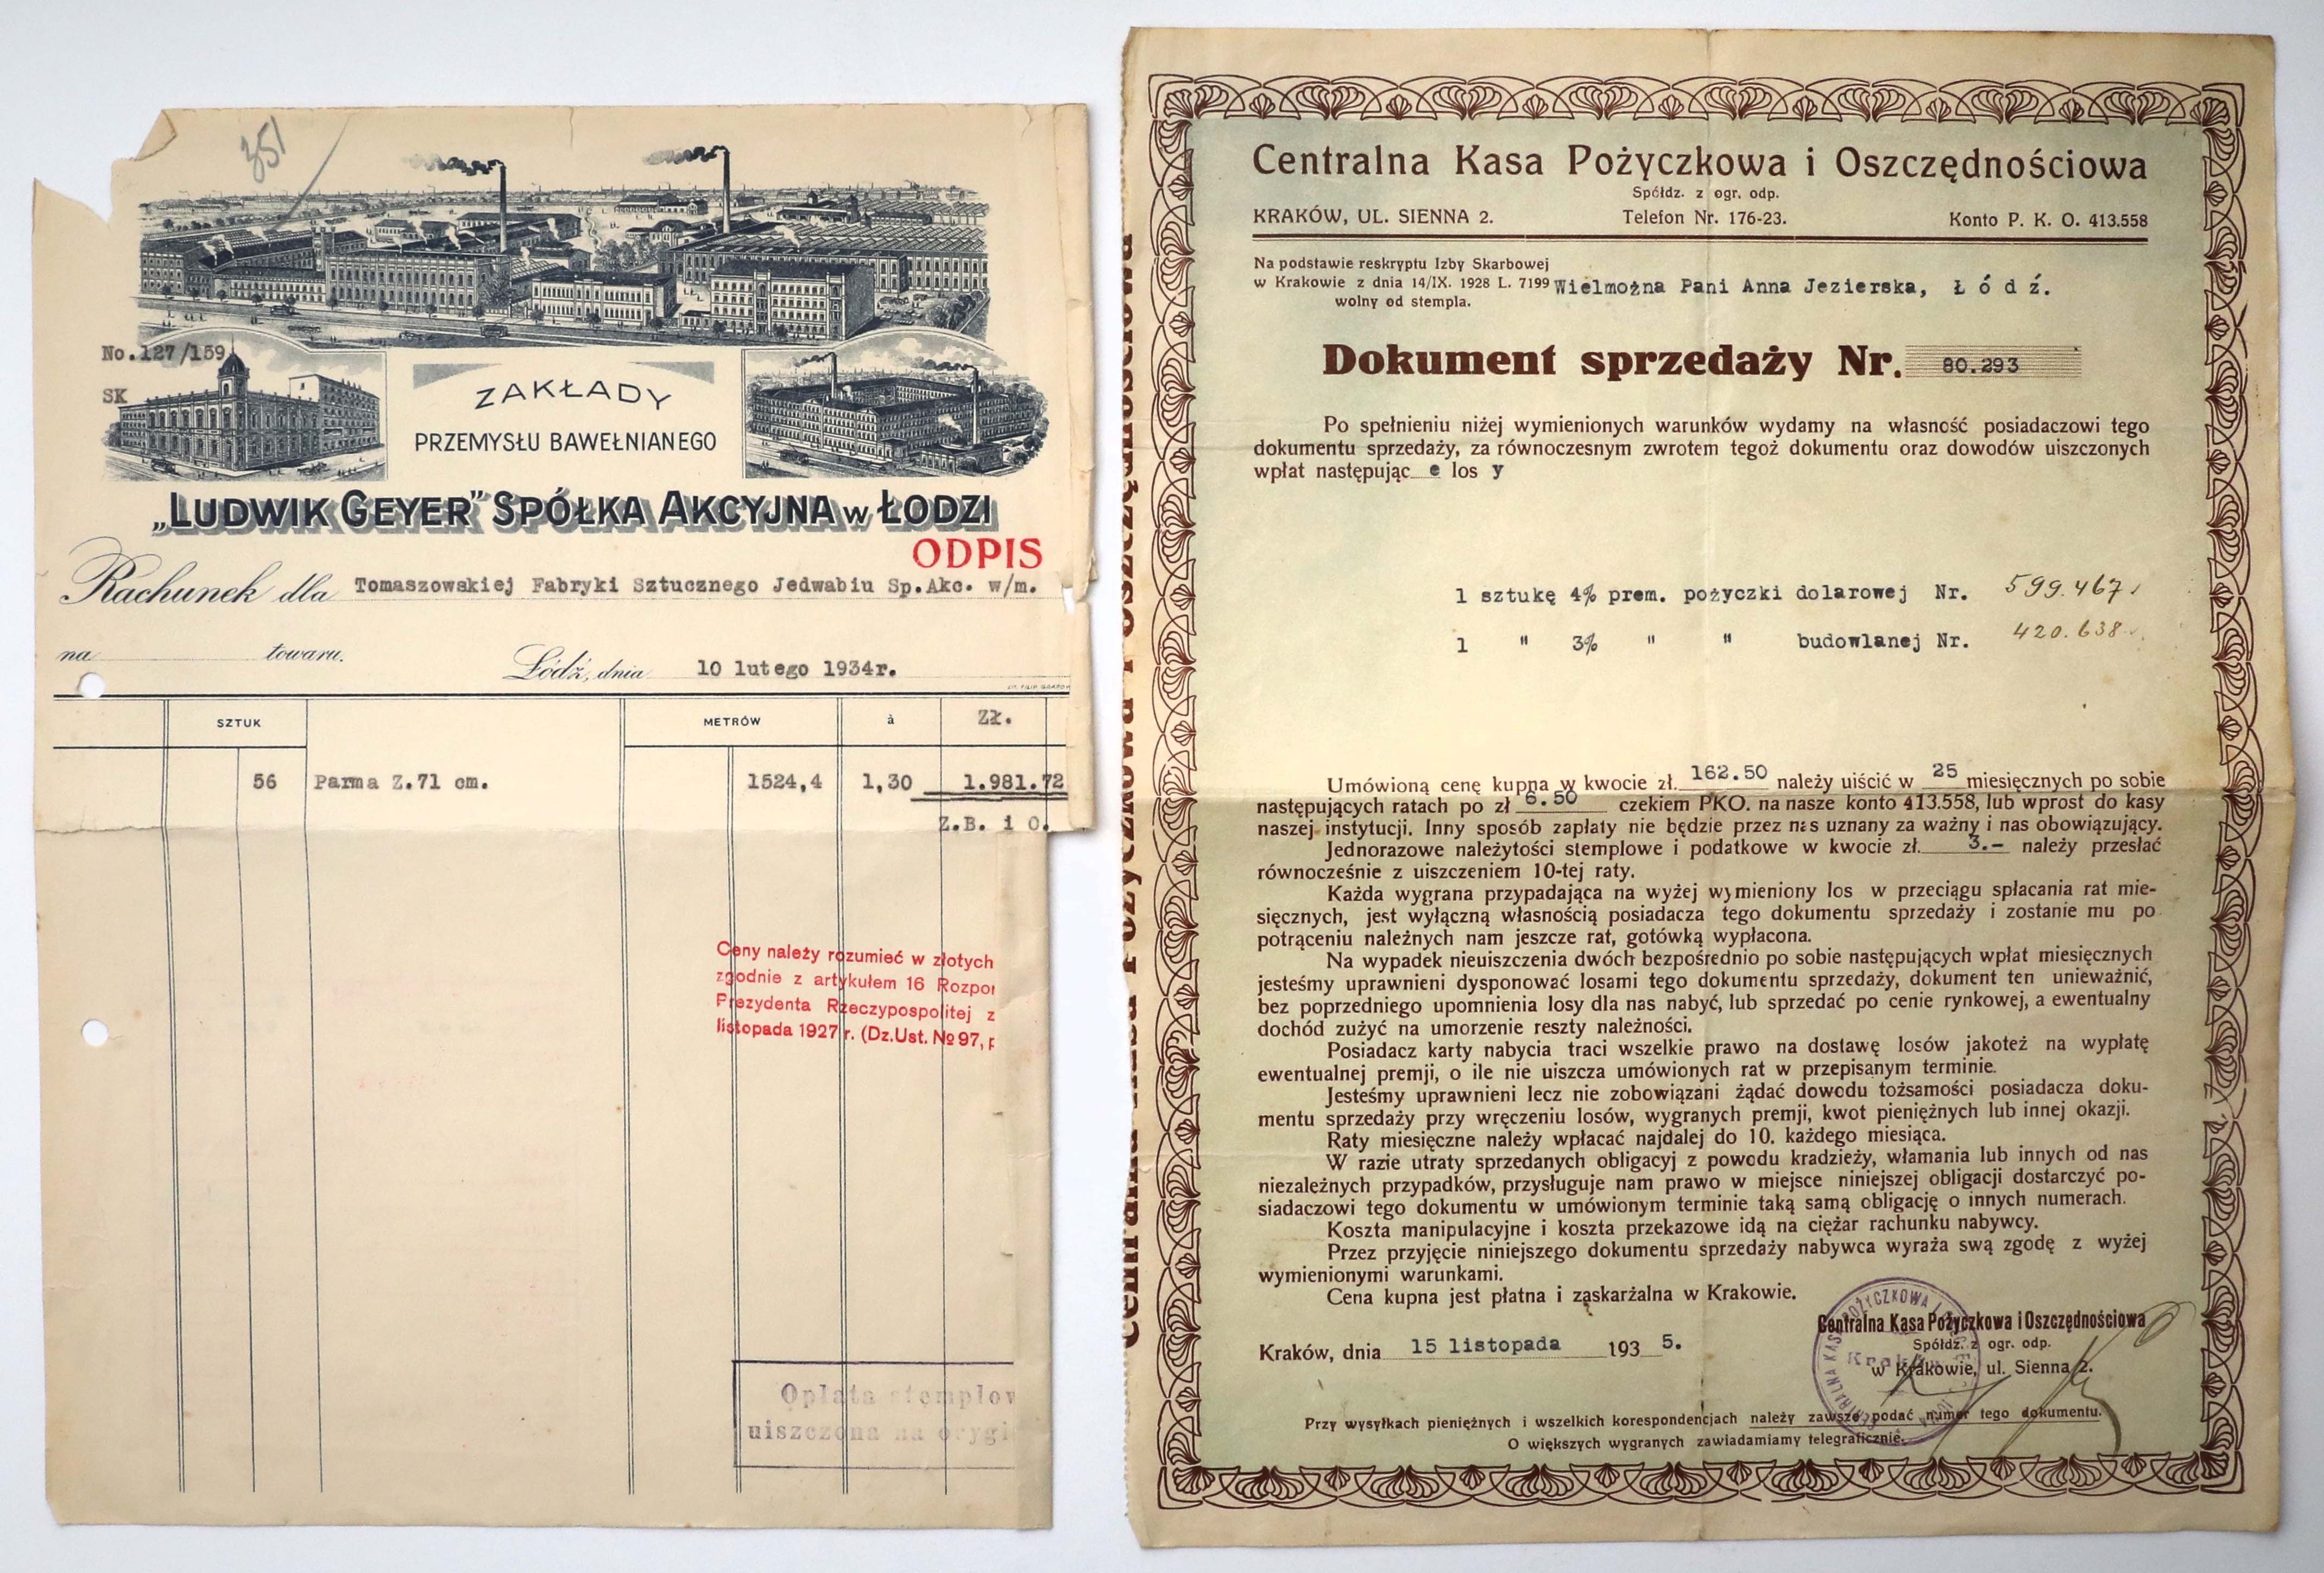 351
No.127/159
SK
ZAKŁADY
PRZEMYSŁU BAWEŁNIANEGO
„LUDWIK GEYER” SPÓŁKA AKCYJNA w ŁODZI
ODPIS
Rachunek dla Tomaszowskiej Fabryki Sztucznego Jedwabiu Sp.Akc. w/m.
na towaru.
Łódź, dnia 10 lutego 1934r.
SZTUK METRÓW à Zł.
56 Parma Z.71 cm. 1524,4 1,30 1.981.72
Z.B. i O.
Ceny należy rozumieć w złotych
zgodnie z artykułem 16 Rozpor
Prezydenta Rzeczypospolitej z
listopada 1927 r. (Dz.Ust. № 97, p
Opłata stemplow
uiszczona na orygi
Centralna Kasa Pożyczkowa i Oszczędnościowa
Spółdz. z ogr. odp.
KRAKÓW, UL. SIENNA 2. Telefon Nr. 176-23. Konto P. K. O. 413.558
Na podstawie reskryptu Izby Skarbowej
w Krakowie z dnia 14/IX. 1928 L. 7199
wolny od stempla.
Wielmożna Pani Anna Jezierska, Łódź.
Dokument sprzedaży Nr. 80.293
Po spełnieniu niżej wymienionych warunków wydamy na własność posiadaczowi tego
dokumentu sprzedaży, za równoczesnym zwrotem tegoż dokumentu oraz dowodów uiszczonych
wpłat następując e los y
1 sztukę 4% prem. pożyczki dolarowej Nr. 599.467
1 " 3% " " budowlanej Nr. 420.638
Umówioną cenę kupna w kwocie zł. 162.50 należy uiścić w 25 miesięcznych po sobie
następujących ratach po zł 6.50 czekiem PKO. na nasze konto 413.558, lub wprost do kasy
naszej instytucji. Inny sposób zapłaty nie będzie przez nas uznany za ważny i nas obowiązujący.
Jednorazowe należytości stemplowe i podatkowe w kwocie zł. 3.- należy przesłać
równocześnie z uiszczeniem 10-tej raty.
Każda wygrana przypadająca na wyżej wymieniony los w przeciągu spłacania rat mie-
sięcznych, jest wyłączną własnością posiadacza tego dokumentu sprzedaży i zostanie mu po
potrąceniu należnych nam jeszcze rat, gotówką wypłacona.
Na wypadek nieuiszczenia dwóch bezpośrednio po sobie następujących wpłat miesięcznych
jesteśmy uprawnieni dysponować losami tego dokumentu sprzedaży, dokument ten unieważnić,
bez poprzedniego upomnienia losy dla nas nabyć, lub sprzedać po cenie rynkowej, a ewentualny
dochód zużyć na umorzenie reszty należności.
Posiadacz karty nabycia traci wszelkie prawo na dostawę losów jakoteż na wypłatę
ewentualnej premji, o ile nie uiszcza umówionych rat w przepisanym terminie.
Jesteśmy uprawnieni lecz nie zobowiązani żądać dowodu tożsamości posiadacza doku-
mentu sprzedaży przy wręczeniu losów, wygranych premji, kwot pieniężnych lub innej okazji.
Raty miesięczne należy wpłacać najdalej do 10. każdego miesiąca.
W razie utraty sprzedanych obligacyj z powodu kradzieży, włamania lub innych od nas
niezależnych przypadków, przysługuje nam prawo w miejsce niniejszej obligacji dostarczyć po-
siadaczowi tego dokumentu w umówionym terminie taką samą obligację o innych numerach.
Koszta manipulacyjne i koszta przekazowe idą na ciężar rachunku nabywcy.
Przez przyjęcie niniejszego dokumentu sprzedaży nabywca wyraża swą zgodę z wyżej
wymienionymi warunkami.
Cena kupna jest płatna i zaskarżalna w Krakowie.
Kraków, dnia 15 listopada 193 5.
Centralna Kasa Pożyczkowa i Oszczędnościowa
Spółdz. z ogr. odp.
w Krakowie, ul. Sienna 2.
Przy wysyłkach pieniężnych i wszelkich korespondencjach należy zawsze podać numer tego dokumentu.
O większych wygranych zawiadamiamy telegraficznie.